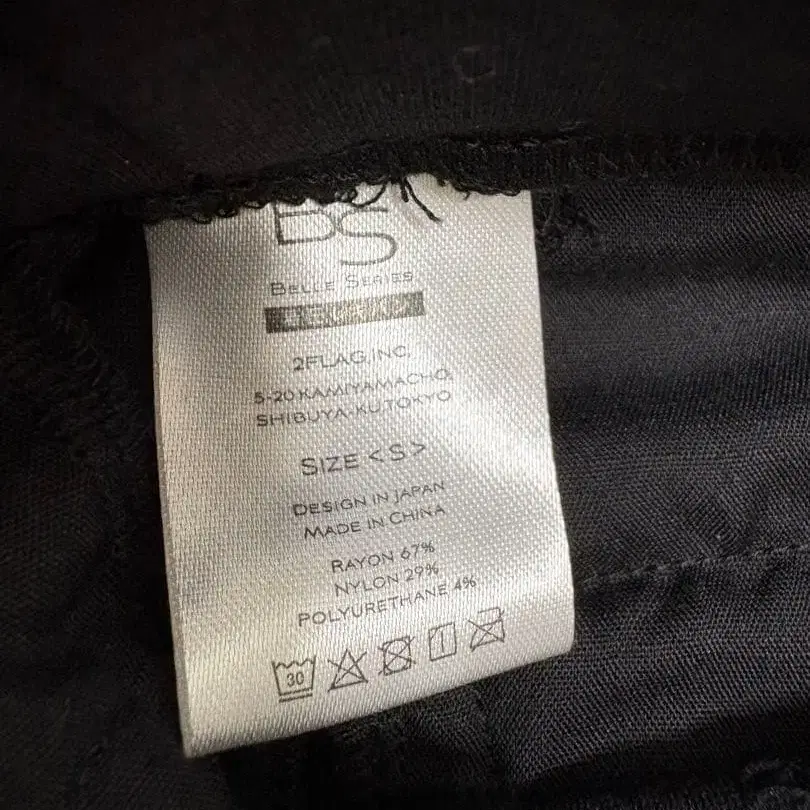 BS
BELLE SERIES
2FLAG,INC,
5-20 KAMIYAMACHO,
SHIBUYA-KU,TOKYO
SIZE <S>
DESIGN IN JAPAN
MADE IN CHINA
RAYON 67%
NYLON 29%
POLYURETHANE 4%
30